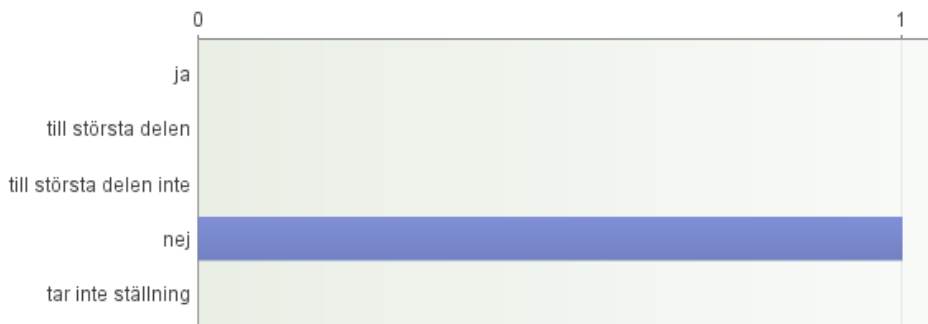 0 1
ja
till största delen
till största delen inte
nej
tar inte ställning